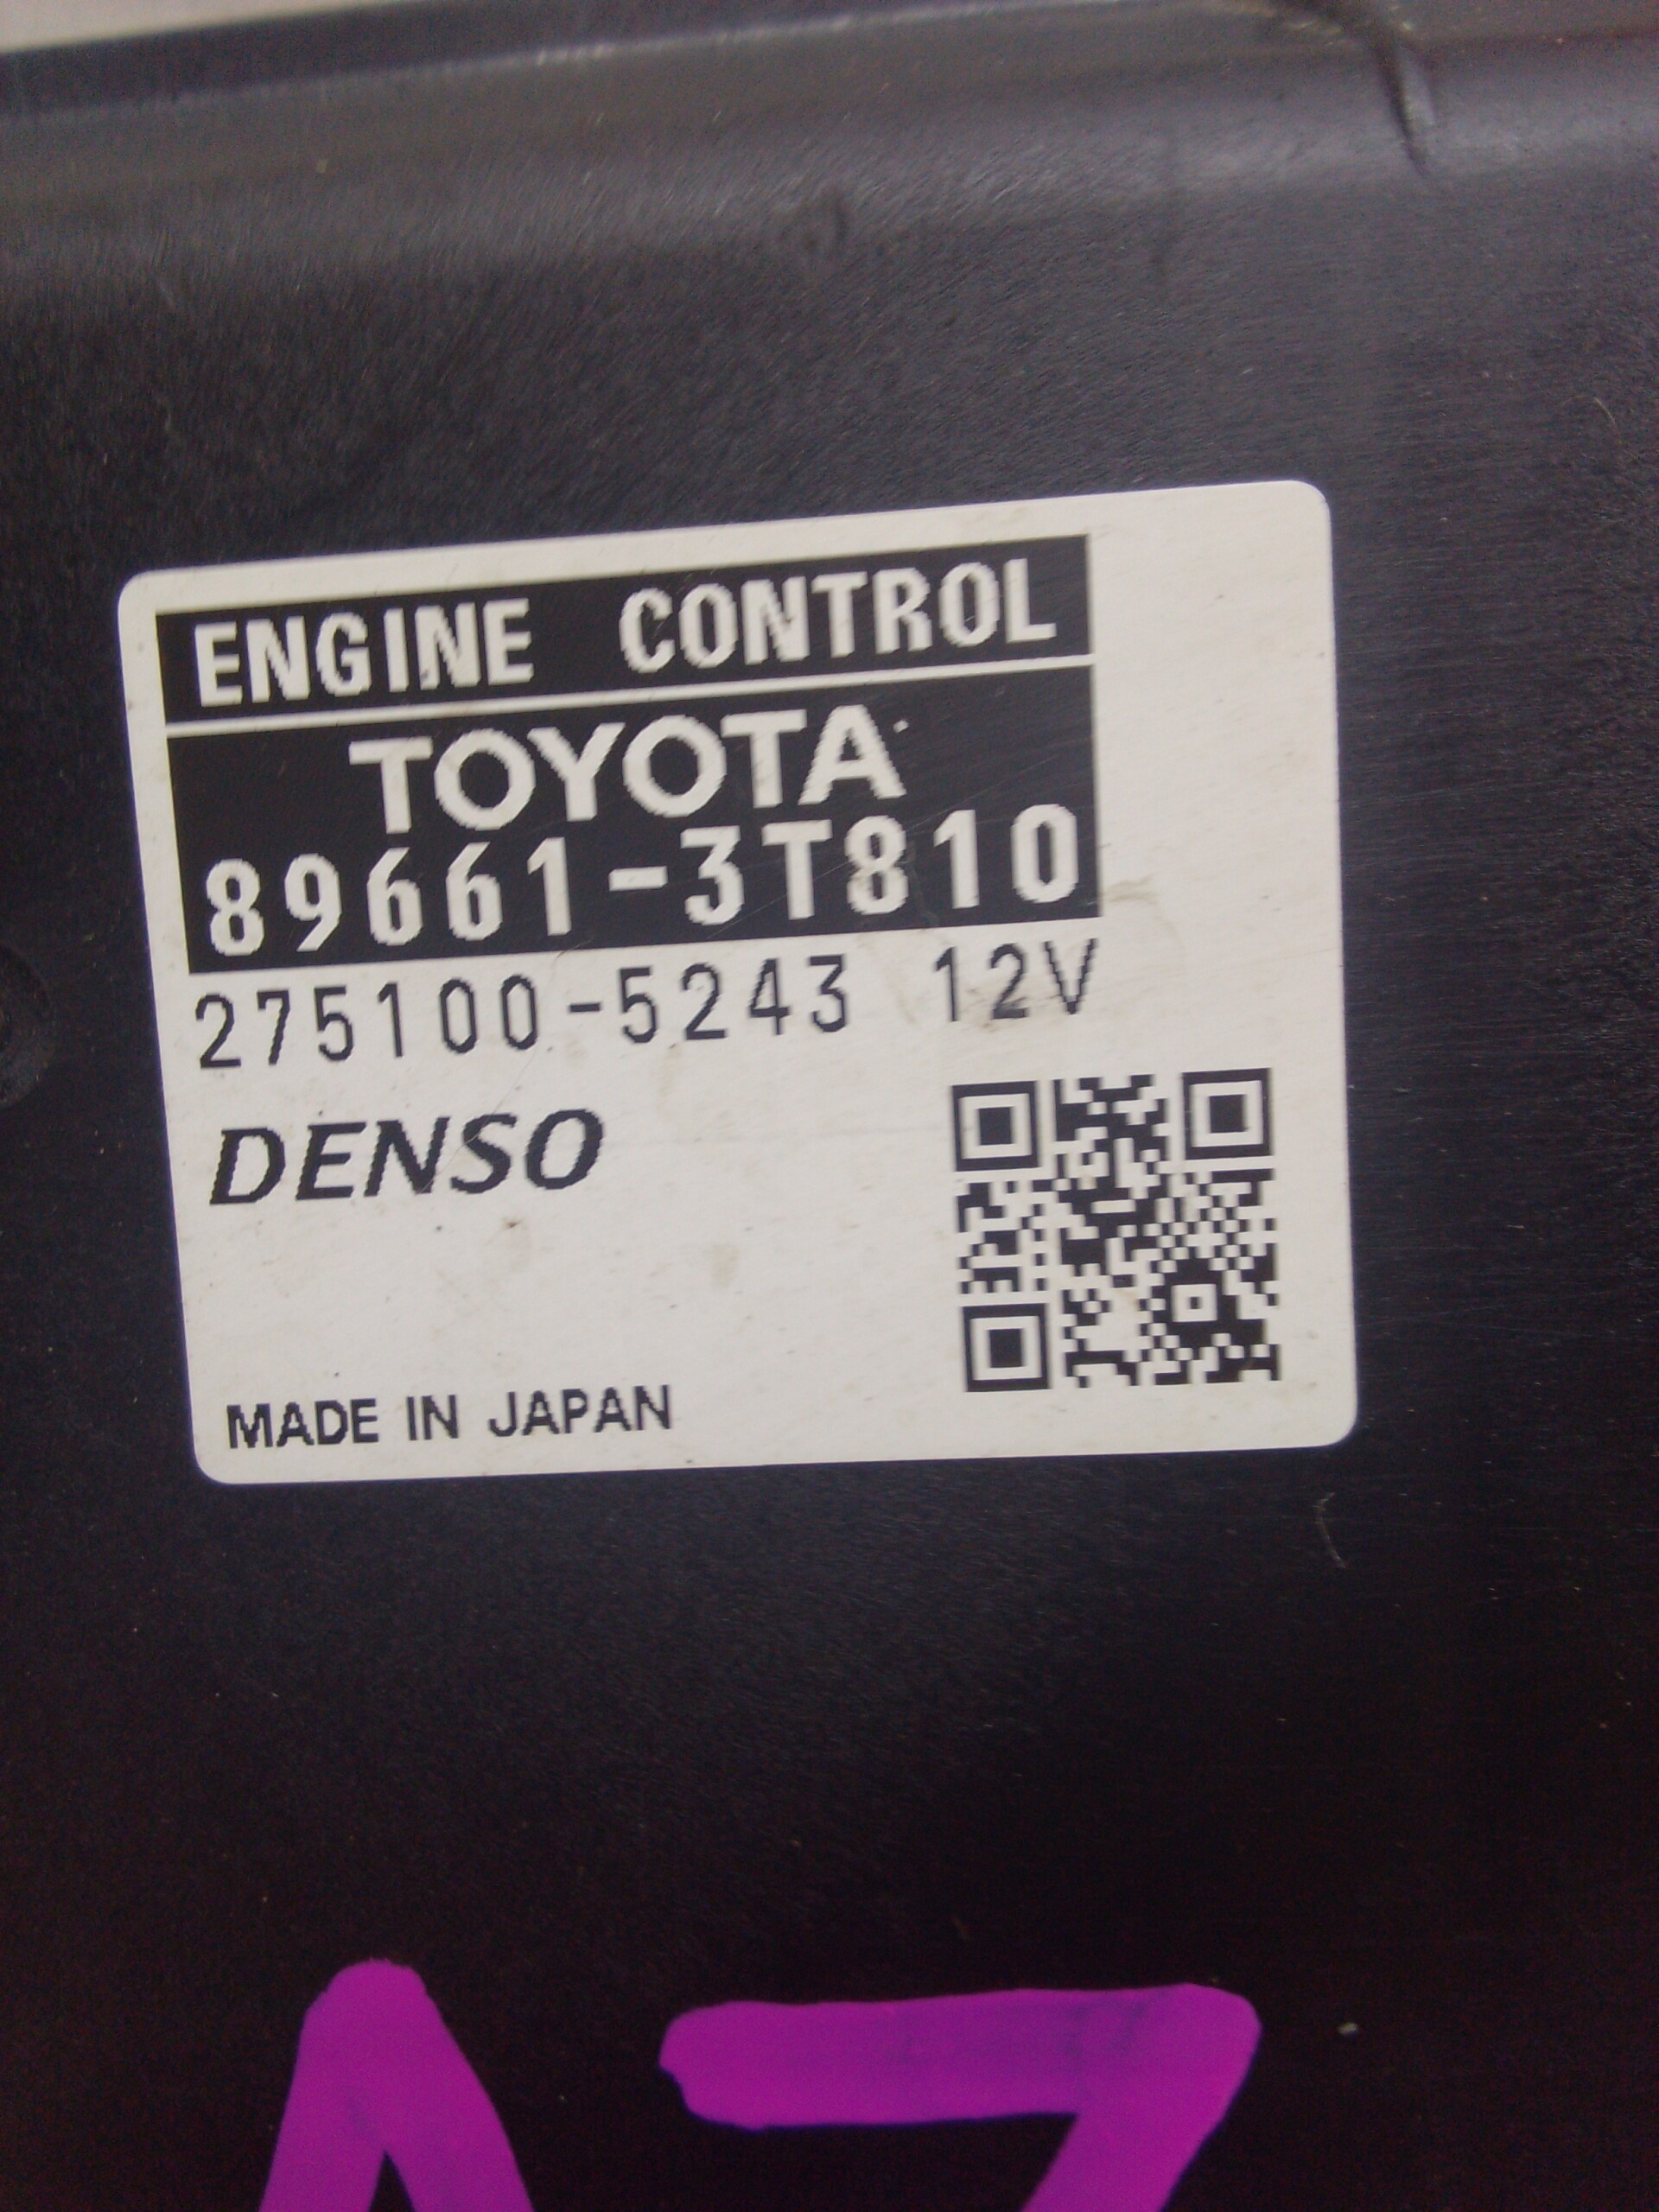 ENGINE CONTROL
TOYOTA
89661-3T810
275100-5243 12V
DENSO
MADE IN JAPAN